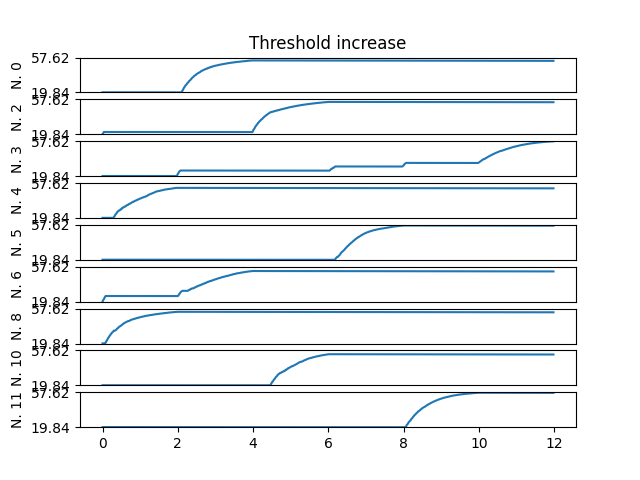 Threshold increase
57.62
N. 0
19.84
57.62
N. 2
19.84
57.62
N. 3
19.84
57.62
N. 4
19.84
57.62
N. 5
19.84
57.62
N. 6
19.84
57.62
N. 8
19.84
57.62
N. 10
19.84
57.62
N. 11
19.84
0 2 4 6 8 10 12